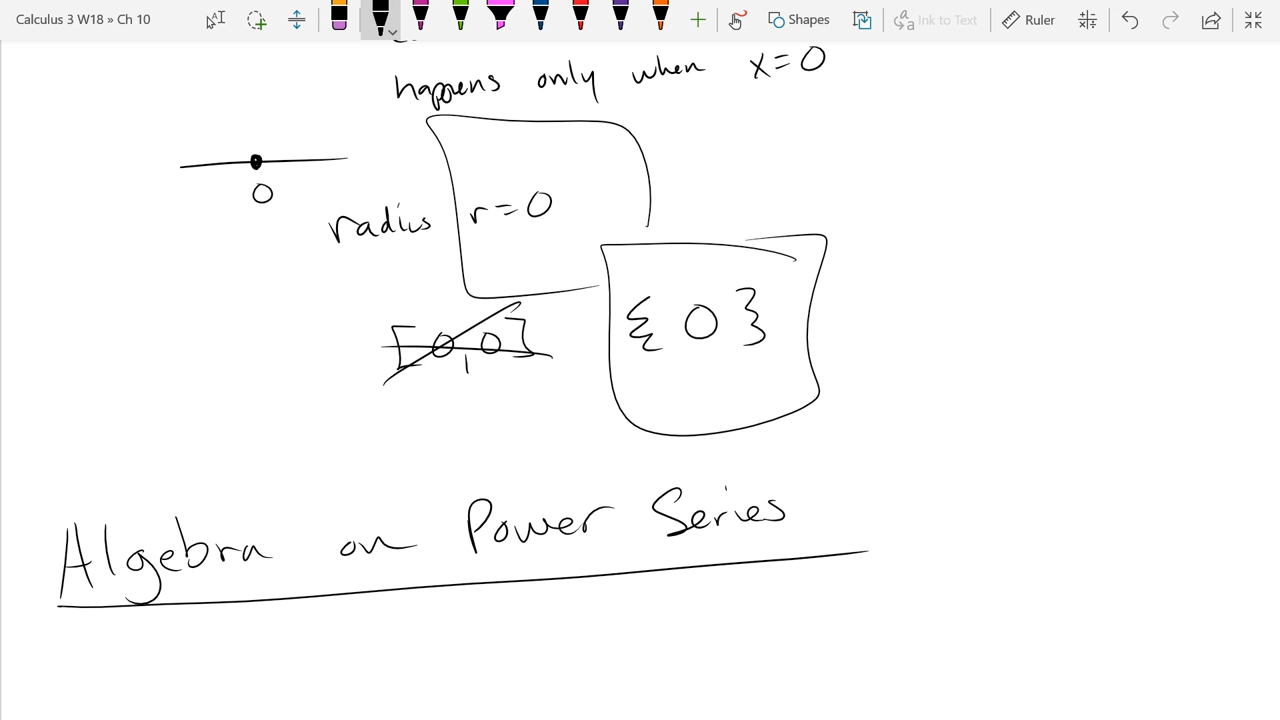 Calculus 3 W18 » Ch 10
Shapes
Ink to Text
Ruler
happens only when x=0
0
radius r=0
[0,0]
{0}
Algebra on Power Series